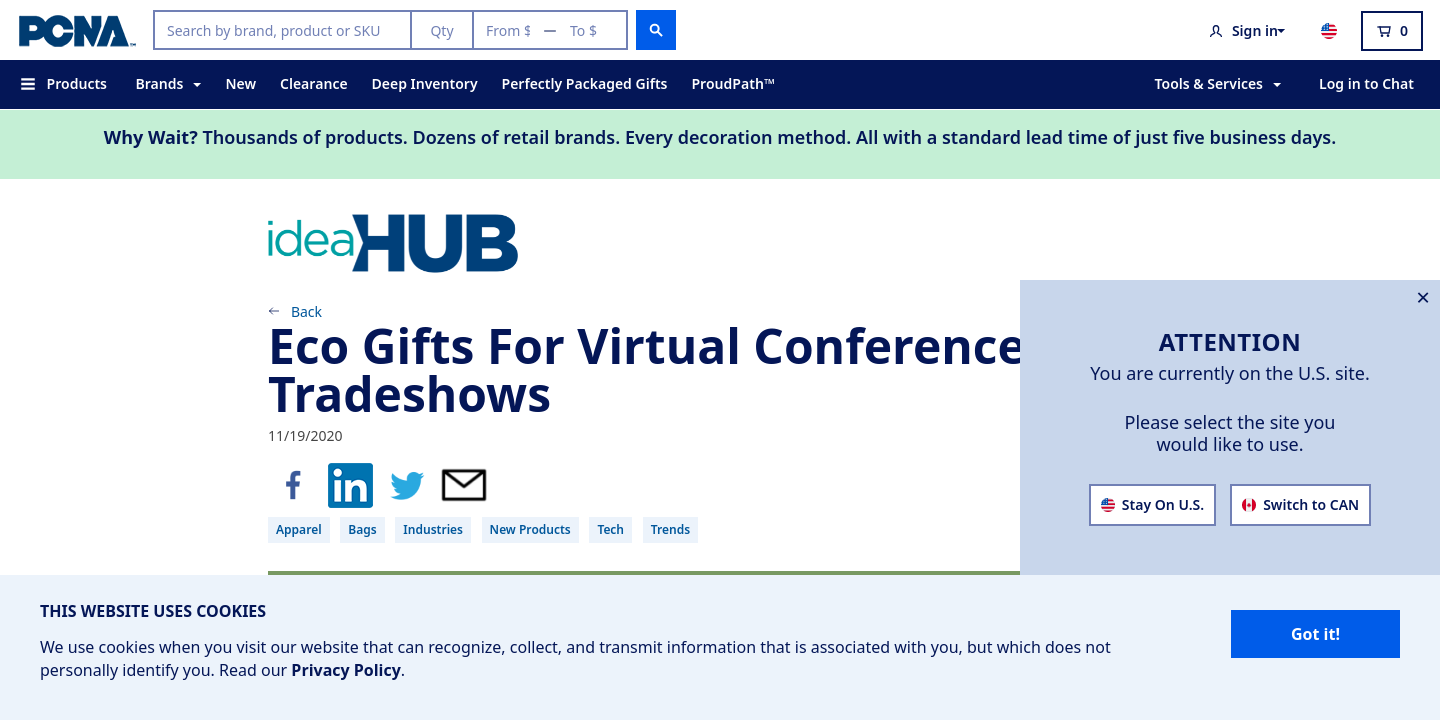 PCNA™
Search by brand, product or SKU
Qty
From $ — To $
Sign in
0
Products
Brands
New
Clearance
Deep Inventory
Perfectly Packaged Gifts
ProudPath™
Tools & Services
Log in to Chat
Why Wait? Thousands of products. Dozens of retail brands. Every decoration method. All with a standard lead time of just five business days.
ideaHUB
Back
Eco Gifts For Virtual Conference
Tradeshows
11/19/2020
Apparel
Bags
Industries
New Products
Tech
Trends
ATTENTION
You are currently on the U.S. site.
Please select the site you
would like to use.
Stay On U.S.
Switch to CAN
THIS WEBSITE USES COOKIES
We use cookies when you visit our website that can recognize, collect, and transmit information that is associated with you, but which does not
personally identify you. Read our Privacy Policy.
Got it!